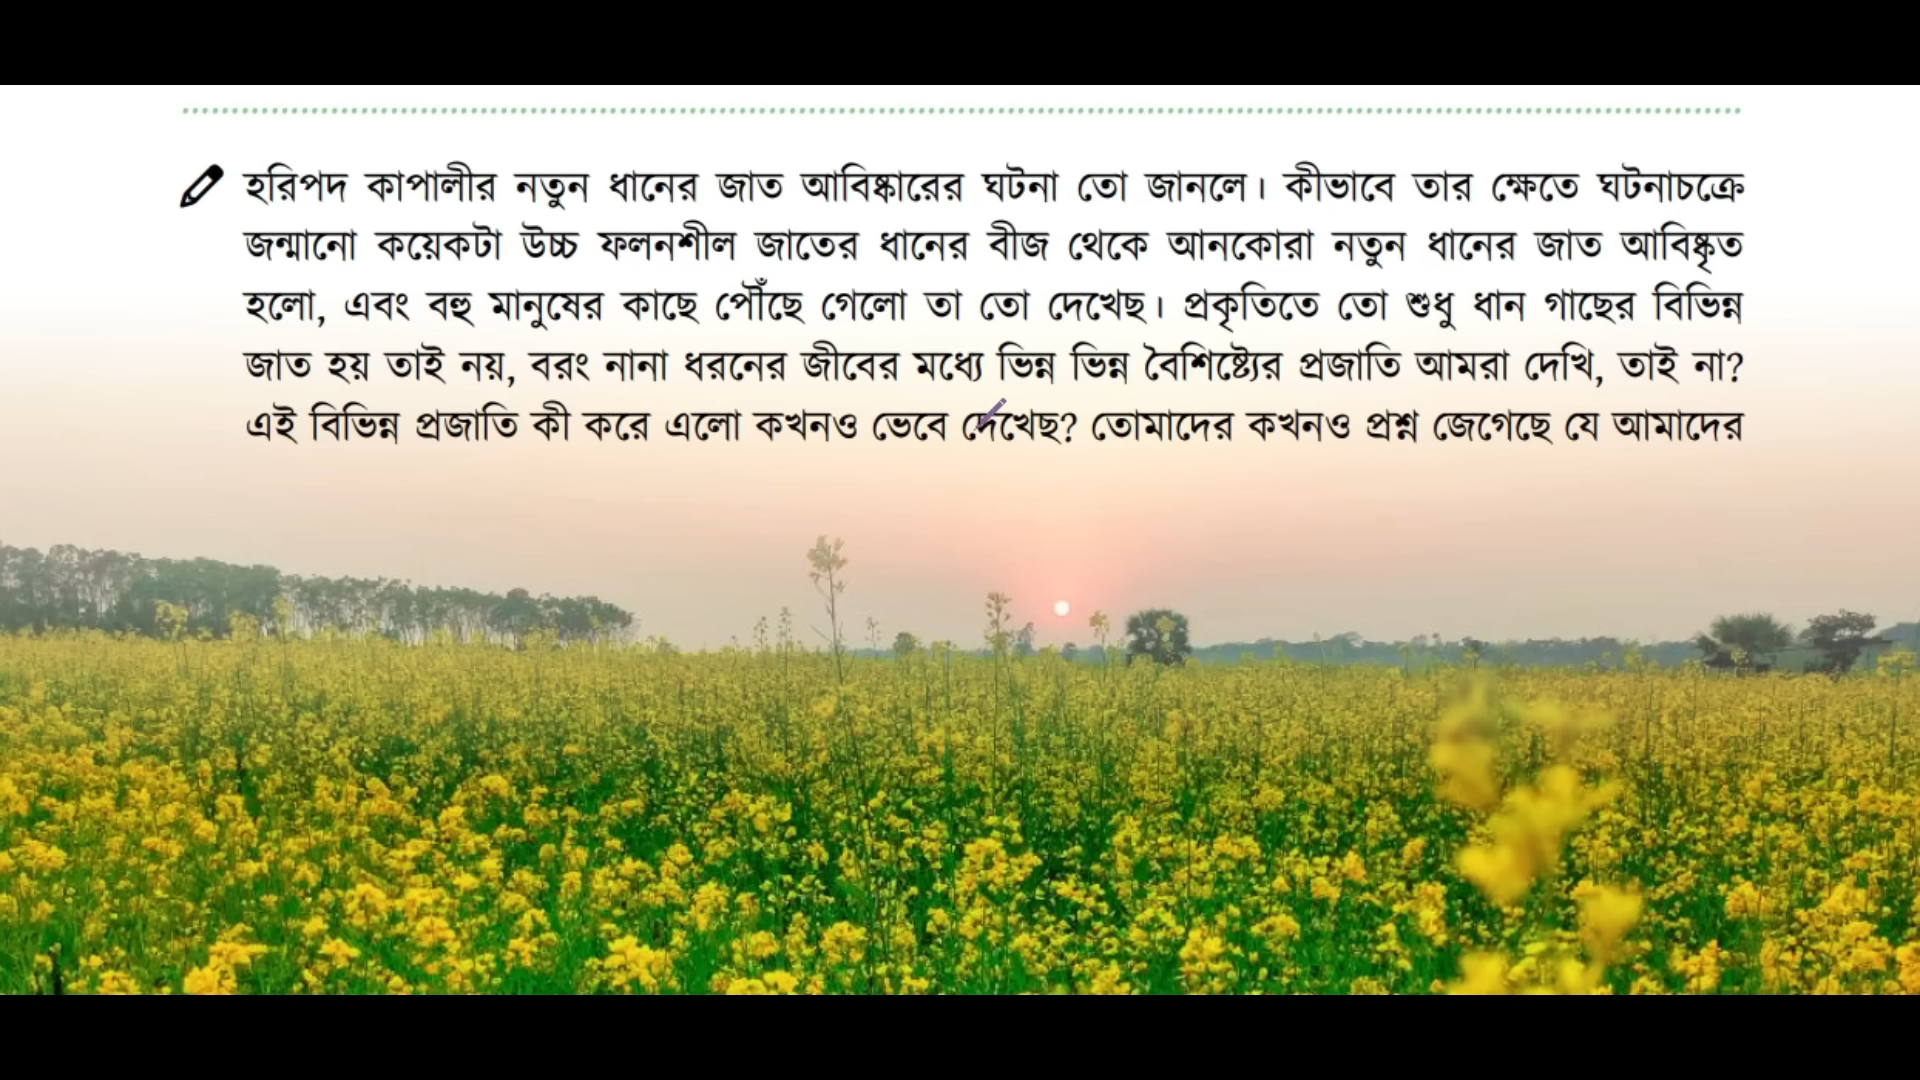 হরিপদ কাপালীর নতুন ধানের জাত আবিষ্কারের ঘটনা তো জানলে। কীভাবে তার ক্ষেতে ঘটনাচক্রে
জন্মানো কয়েকটা উচ্চ ফলনশীল জাতের ধানের বীজ থেকে আনকোরা নতুন ধানের জাত আবিষ্কৃত
হলো, এবং বহু মানুষের কাছে পৌঁছে গেলো তা তো দেখেছ। প্রকৃতিতে তো শুধু ধান গাছের বিভিন্ন
জাত হয় তাই নয়, বরং নানা ধরনের জীবের মধ্যে ভিন্ন ভিন্ন বৈশিষ্ট্যের প্রজাতি আমরা দেখি, তাই না?
এই বিভিন্ন প্রজাতি কী করে এলো কখনও ভেবে দেখেছ? তোমাদের কখনও প্রশ্ন জেগেছে যে আমাদের